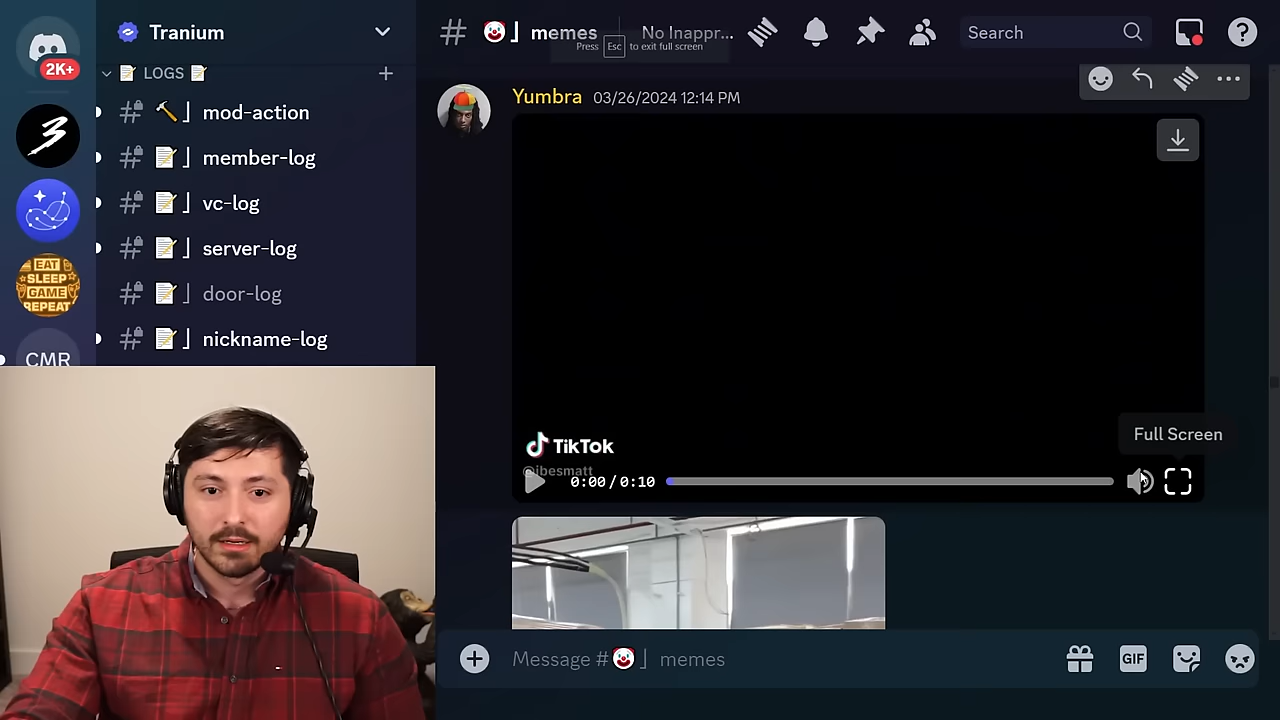 2K+
EAT
SLEEP
GAME
REPEAT
CMR
Tranium
LOGS
mod-action
member-log
vc-log
server-log
door-log
nickname-log
memes
No Inappr...
Search
Press Esc to exit full screen
Yumbra 03/26/2024 12:14 PM
TikTok
@ibesmatt
0:00/0:10
Full Screen
Message # memes
GIF